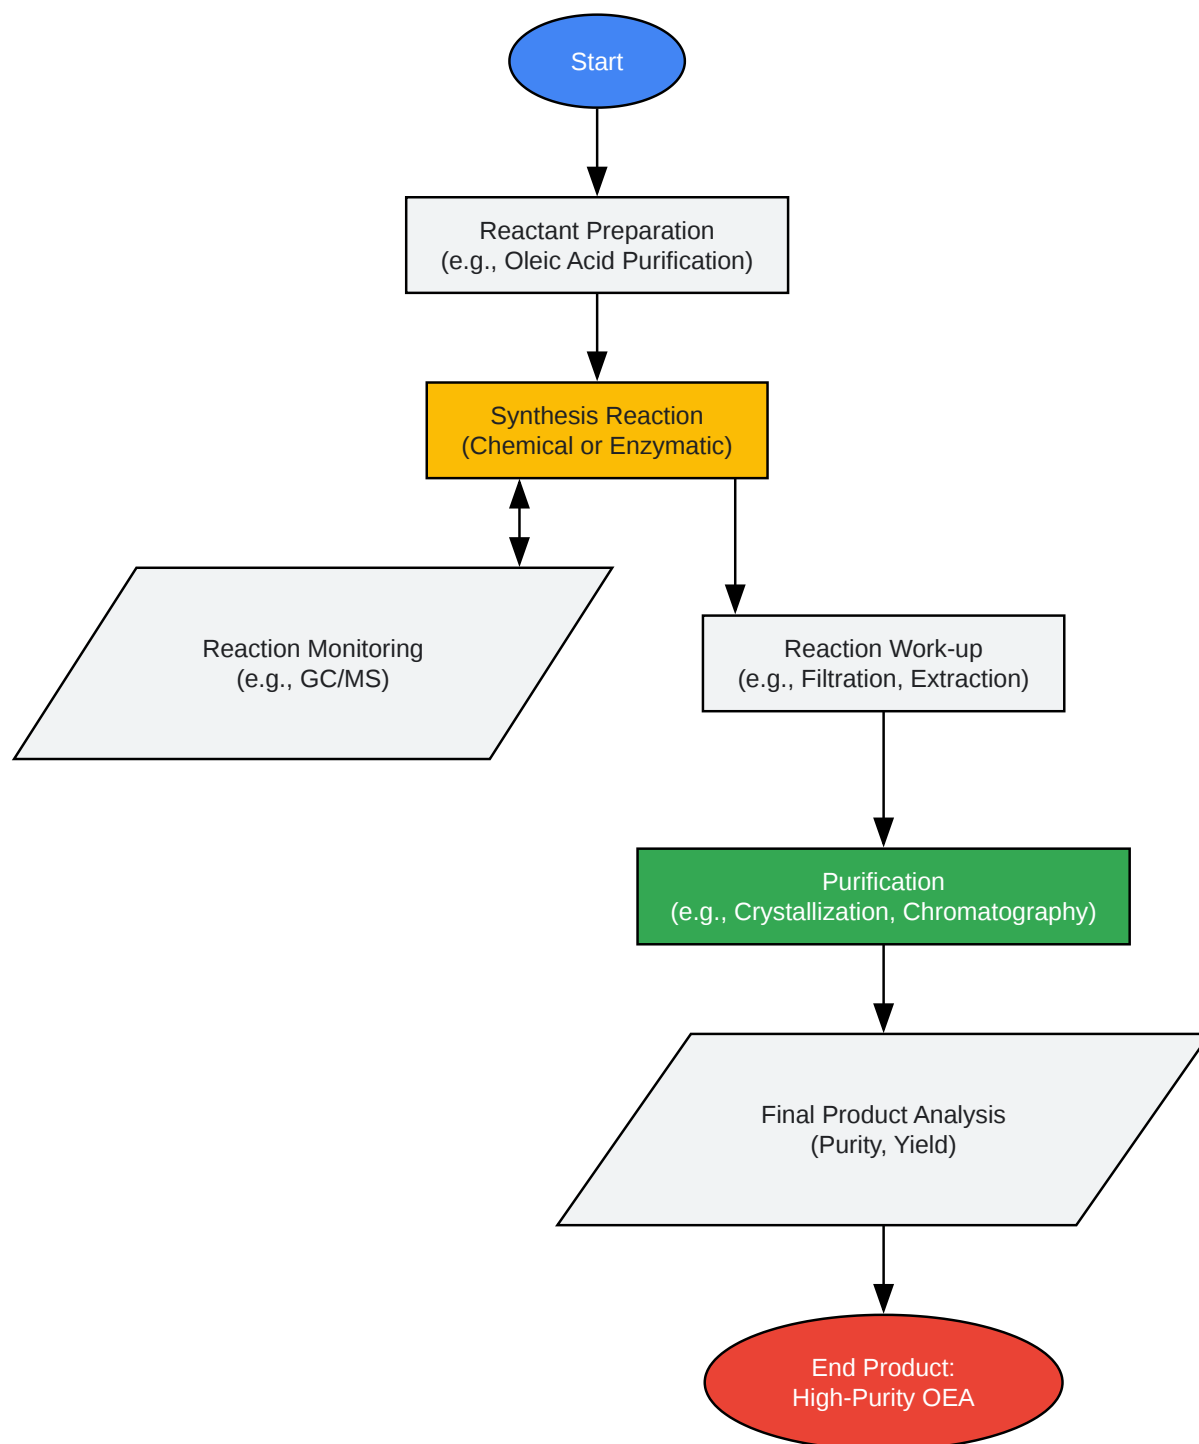 Start
Reactant Preparation
(e.g., Oleic Acid Purification)
Synthesis Reaction
(Chemical or Enzymatic)
Reaction Monitoring
(e.g., GC/MS)
Reaction Work-up
(e.g., Filtration, Extraction)
Purification
(e.g., Crystallization, Chromatography)
Final Product Analysis
(Purity, Yield)
End Product:
High-Purity OEA